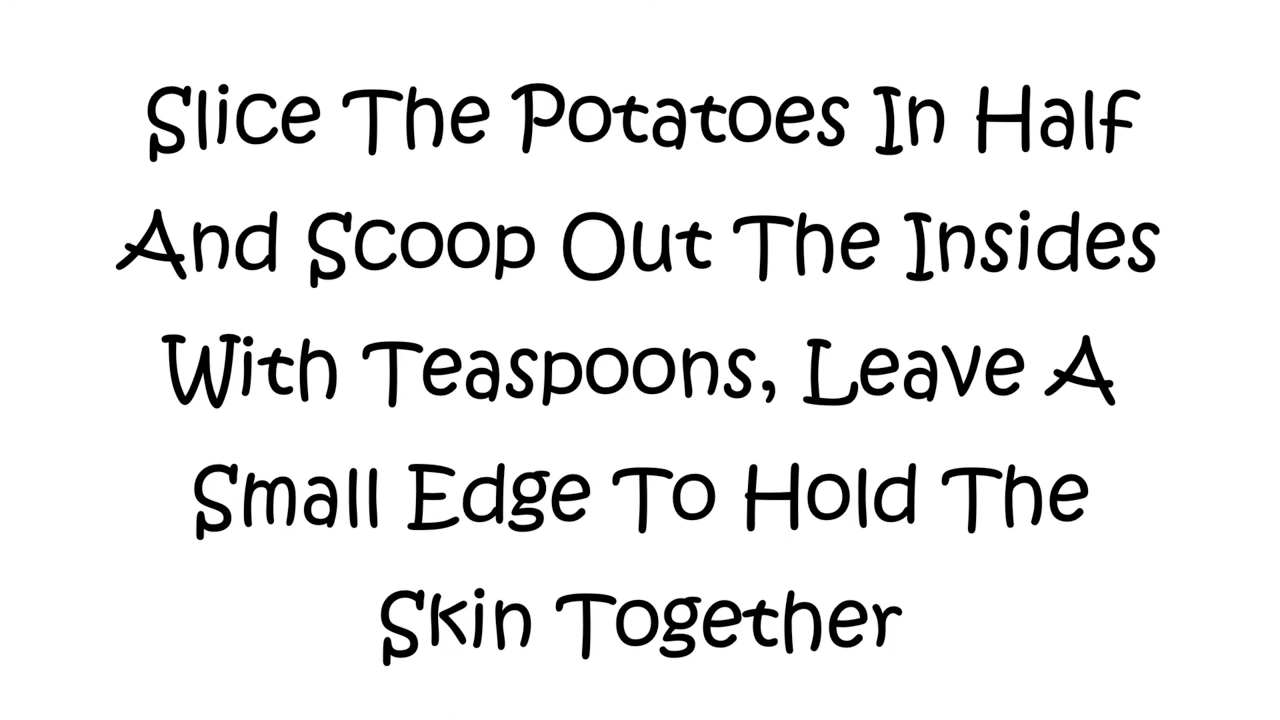 Slice The Potatoes In Half
And Scoop Out The Insides
With Teaspoons, Leave A
Small Edge To Hold The
Skin Together